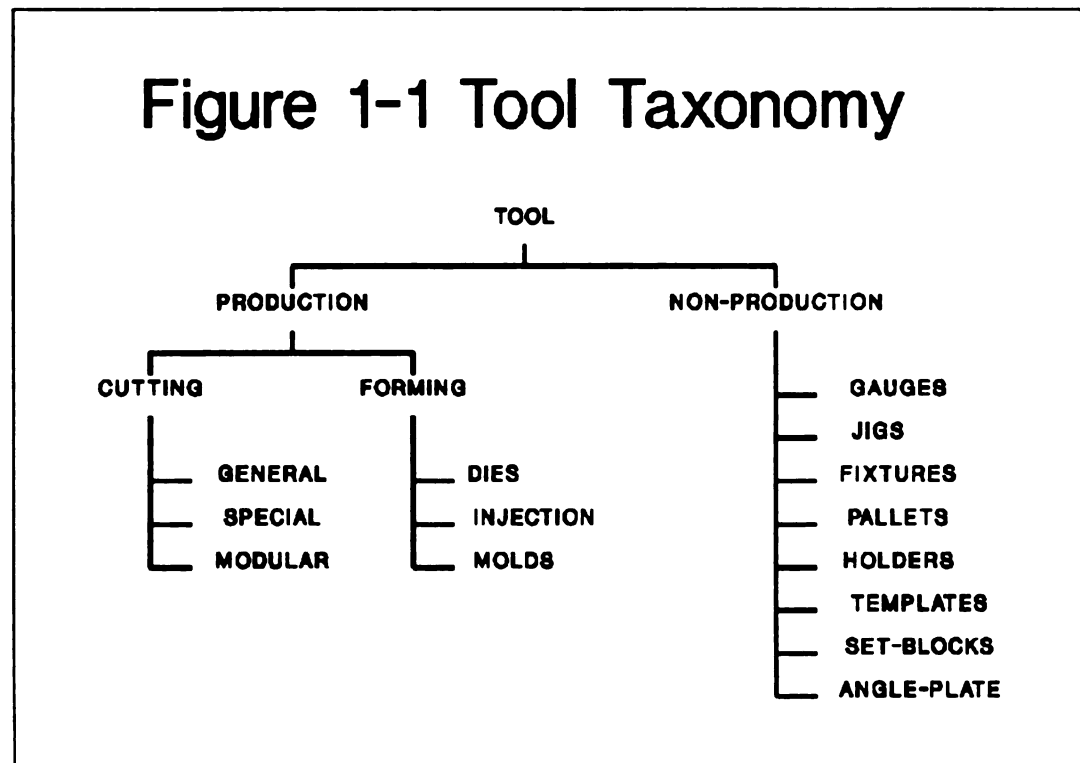 Figure 1-1 Tool Taxonomy
TOOL
PRODUCTION
NON-PRODUCTION
CUTTING
FORMING
GENERAL
SPECIAL
MODULAR
DIES
INJECTION
MOLDS
GAUGES
JIGS
FIXTURES
PALLETS
HOLDERS
TEMPLATES
SET-BLOCKS
ANGLE-PLATE